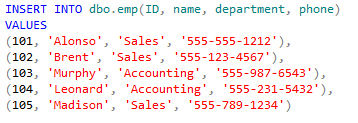 INSERT INTO dbo.emp(ID, name, department, phone)
VALUES
(101, 'Alonso', 'Sales', '555-555-1212'),
(102, 'Brent', 'Sales', '555-123-4567'),
(103, 'Murphy', 'Accounting', '555-987-6543'),
(104, 'Leonard', 'Accounting', '555-231-5432'),
(105, 'Madison', 'Sales', '555-789-1234')